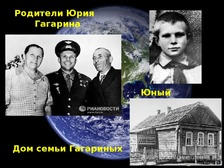 Родители Юрия
Гагарина
РИАНОВОСТИ
Юный
Дом семьи Гагариных